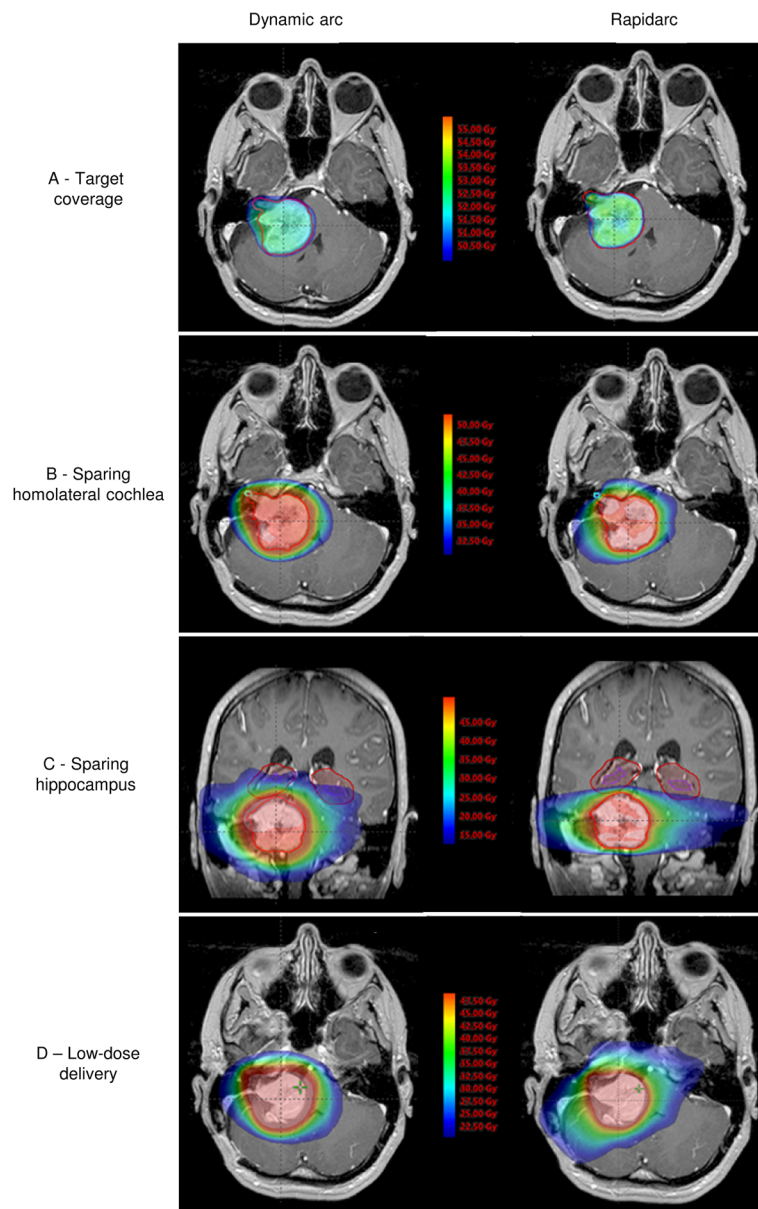 Dynamic arc
Rapidarc
A - Target
coverage
55,00 Gy
54,50 Gy
54,00 Gy
53,50 Gy
53,00 Gy
52,50 Gy
52,00 Gy
51,50 Gy
51,00 Gy
50,50 Gy
B - Sparing
homolateral cochlea
50,00 Gy
45,00 Gy
42,50 Gy
40,00 Gy
37,50 Gy
35,00 Gy
32,50 Gy
C - Sparing
hippocampus
45,00 Gy
40,00 Gy
35,00 Gy
30,00 Gy
25,00 Gy
20,00 Gy
15,00 Gy
D – Low-dose
delivery
45,00 Gy
42,50 Gy
40,00 Gy
37,50 Gy
35,00 Gy
32,50 Gy
30,00 Gy
27,50 Gy
25,00 Gy
22,50 Gy